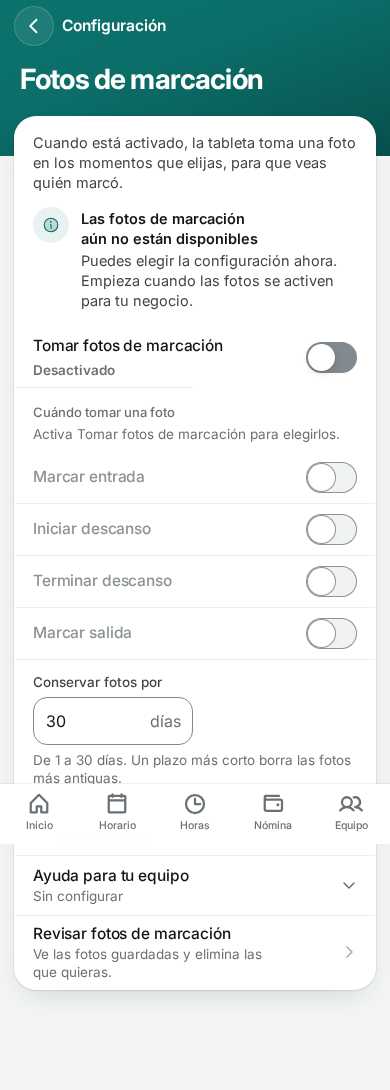 Configuración
Fotos de marcación
Cuando está activado, la tableta toma una foto
en los momentos que elijas, para que veas
quién marcó.
Las fotos de marcación
aún no están disponibles
Puedes elegir la configuración ahora.
Empieza cuando las fotos se activen
para tu negocio.
Tomar fotos de marcación
Desactivado
Cuándo tomar una foto
Activa Tomar fotos de marcación para elegirlos.
Marcar entrada
Iniciar descanso
Terminar descanso
Marcar salida
Conservar fotos por
30 días
De 1 a 30 días. Un plazo más corto borra las fotos
más antiguas.
Inicio Horario Horas Nómina Equipo
Ayuda para tu equipo
Sin configurar
Revisar fotos de marcación
Ve las fotos guardadas y elimina las
que quieras.